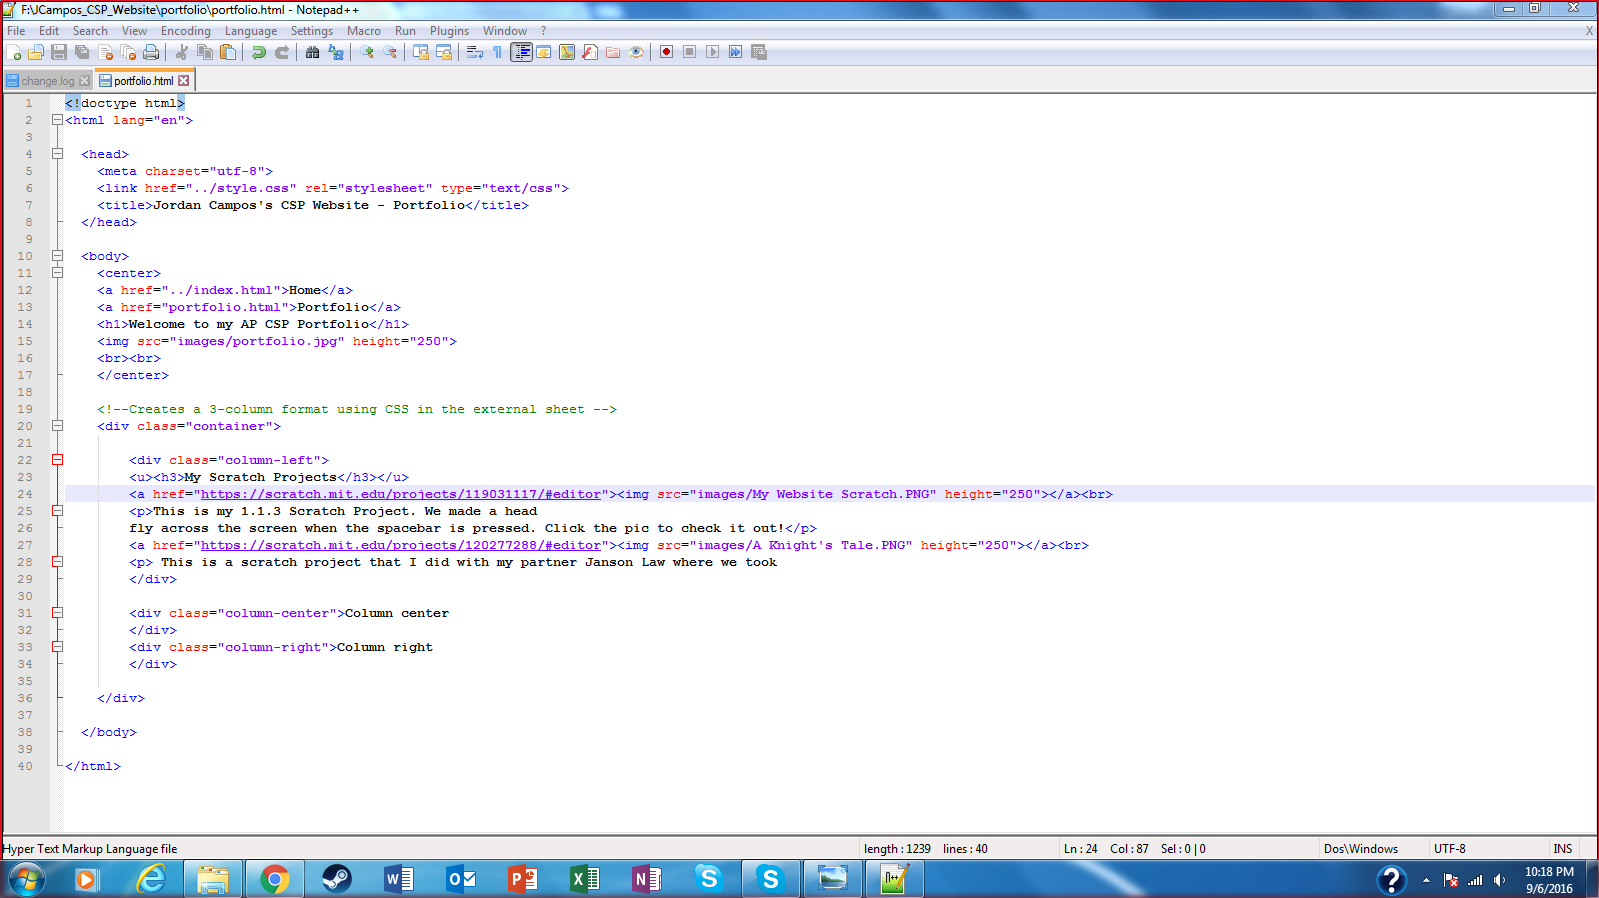 F:\JCampos_CSP_Website\portfolio\portfolio.html - Notepad++
File Edit Search View Encoding Language Settings Macro Run Plugins Window ? X
change.log portfolio.html
1 <!doctype html>
2 <html lang="en">
3
4 <head>
5 <meta charset="utf-8">
6 <link href="../style.css" rel="stylesheet" type="text/css">
7 <title>Jordan Campos's CSP Website - Portfolio</title>
8 </head>
9
10 <body>
11 <center>
12 <a href="../index.html">Home</a>
13 <a href="portfolio.html">Portfolio</a>
14 <h1>Welcome to my AP CSP Portfolio</h1>
15 <img src="images/portfolio.jpg" height="250">
16 <br><br>
17 </center>
18
19 <!--Creates a 3-column format using CSS in the external sheet -->
20 <div class="container">
21
22 <div class="column-left">
23 <u><h3>My Scratch Projects</h3></u>
24 <a href="https://scratch.mit.edu/projects/119031117/#editor"><img src="images/My Website Scratch.PNG" height="250"></a><br>
25 <p>This is my 1.1.3 Scratch Project. We made a head
26 fly across the screen when the spacebar is pressed. Click the pic to check it out!</p>
27 <a href="https://scratch.mit.edu/projects/120277288/#editor"><img src="images/A Knight's Tale.PNG" height="250"></a><br>
28 <p> This is a scratch project that I did with my partner Janson Law where we took
29 </div>
30
31 <div class="column-center">Column center
32 </div>
33 <div class="column-right">Column right
34 </div>
35
36 </div>
37
38 </body>
39
40 </html>
Hyper Text Markup Language file length : 1239 lines : 40 Ln : 24 Col : 87 Sel : 0 | 0 Dos\Windows UTF-8 INS
10:18 PM
9/6/2016